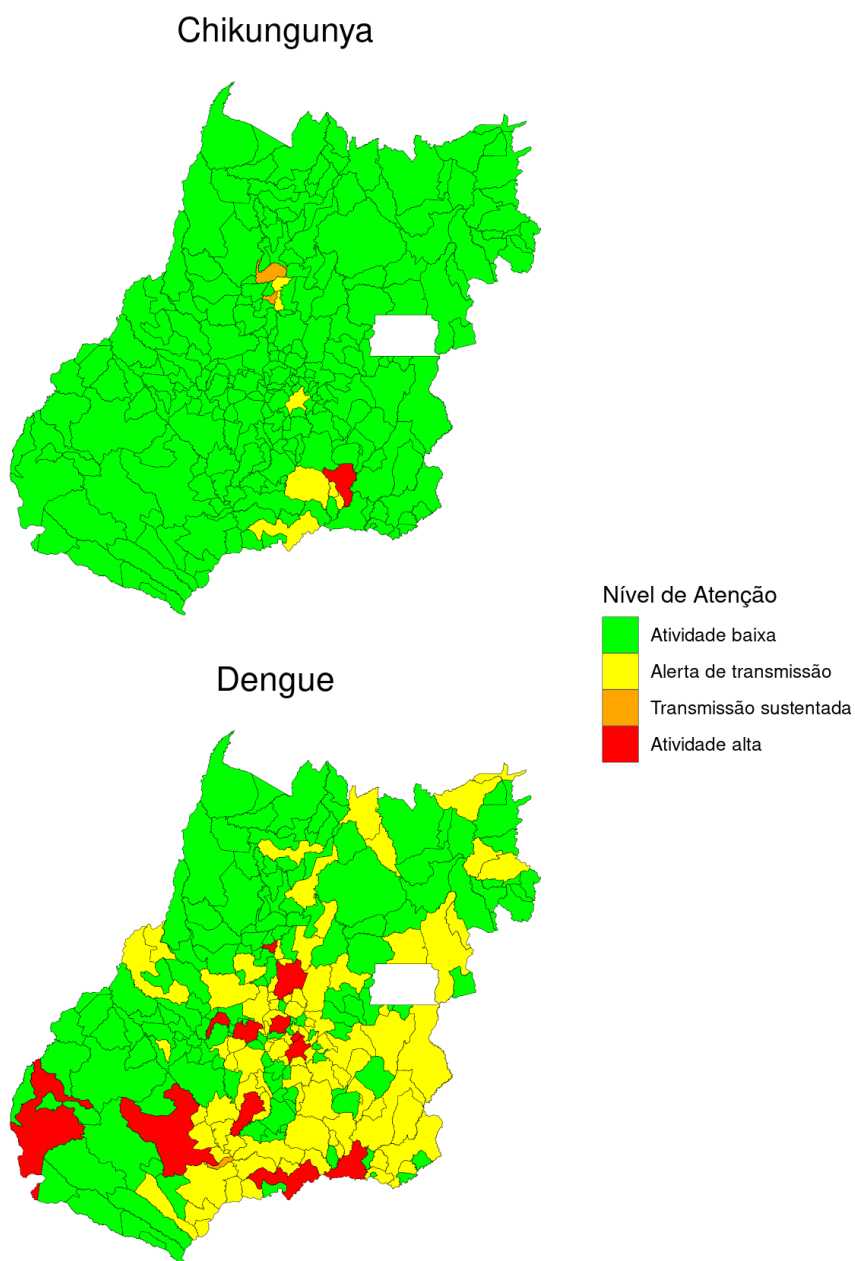 Chikungunya
Nível de Atenção
Atividade baixa
Alerta de transmissão
Transmissão sustentada
Atividade alta
Dengue